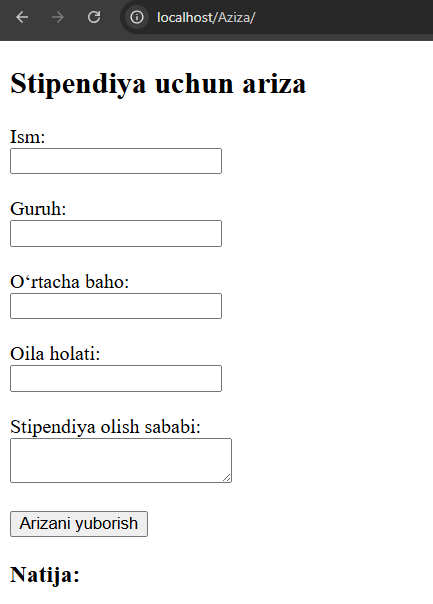 localhost/Aziza/
Stipendiya uchun ariza
Ism:
Guruh:
O‘rtacha baho:
Oila holati:
Stipendiya olish sababi:
Arizani yuborish
Natija: